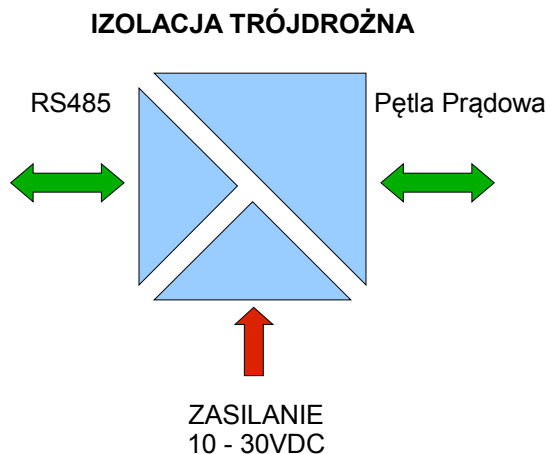 IZOLACJA TRÓJDROŻNA
RS485
Pętla Prądowa
ZASILANIE
10 - 30VDC